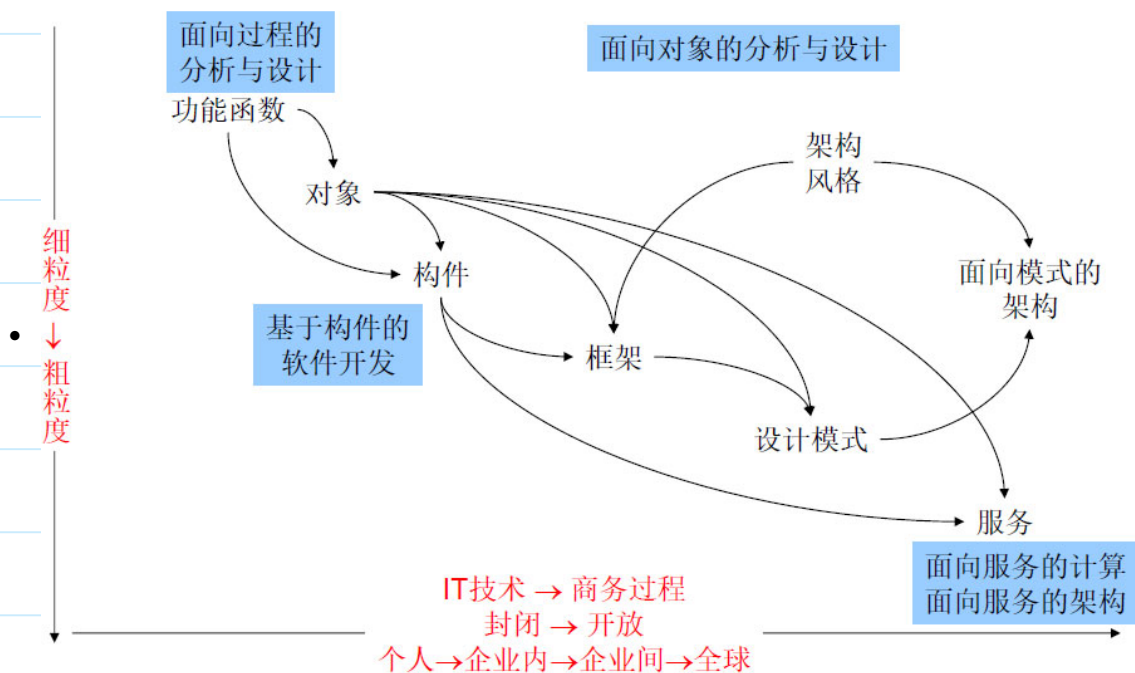 面向过程的
分析与设计
面向对象的分析与设计
功能函数
架构
风格
对象
构件
面向模式的
架构
基于构件的
软件开发
框架
设计模式
服务
面向服务的计算
面向服务的架构
细
粒
度
↓
粗
粒
度
IT技术 → 商务过程
封闭 → 开放
个人→企业内→企业间→全球